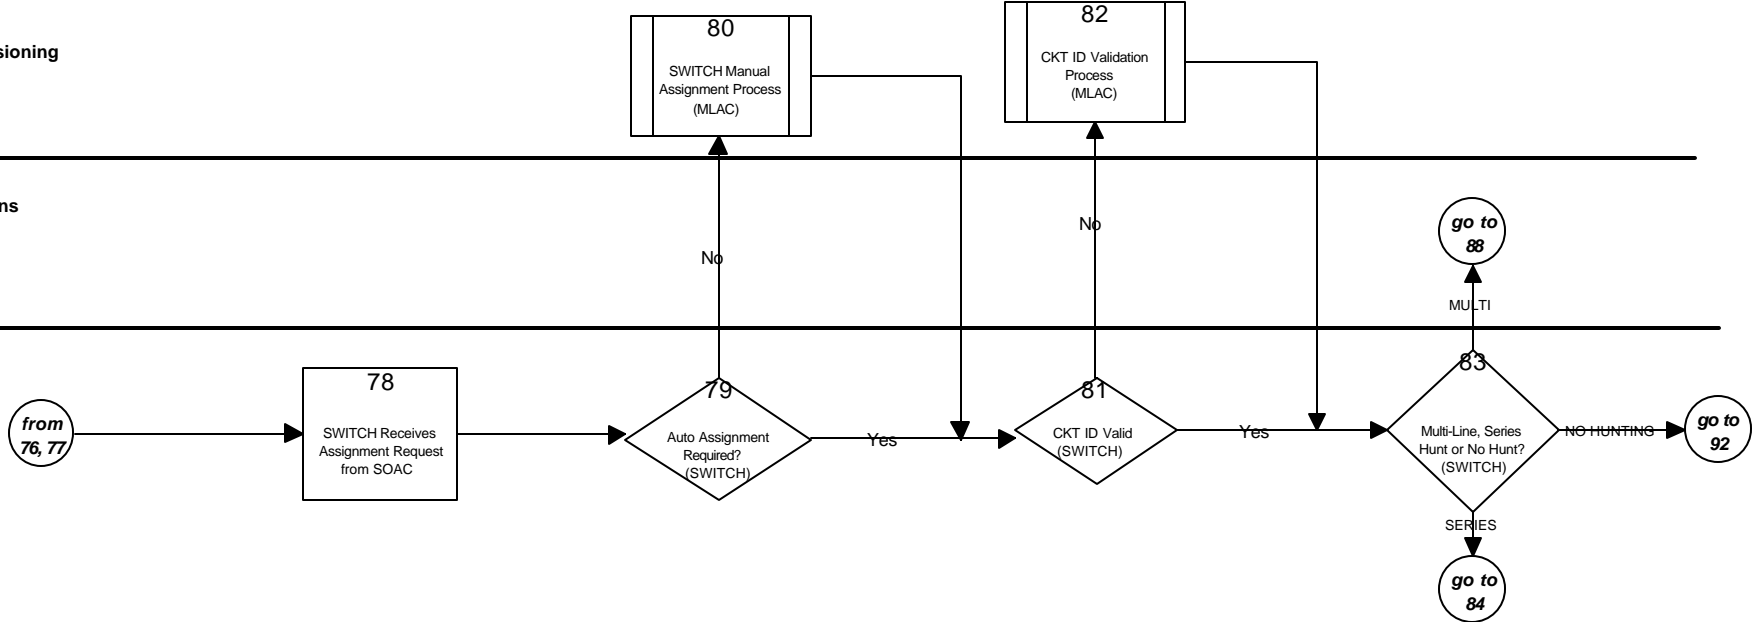 sioning
80
SWITCH Manual
Assignment Process
(MLAC)
82
CKT ID Validation
Process
(MLAC)
ns
No
No
go to
88
MULTI
from
76, 77
78
SWITCH Receives
Assignment Request
from SOAC
79
Auto Assignment
Required?
(SWITCH)
Yes
81
CKT ID Valid
(SWITCH)
Yes
83
Multi-Line, Series
Hunt or No Hunt?
(SWITCH)
NO HUNTING
go to
92
SERIES
go to
84